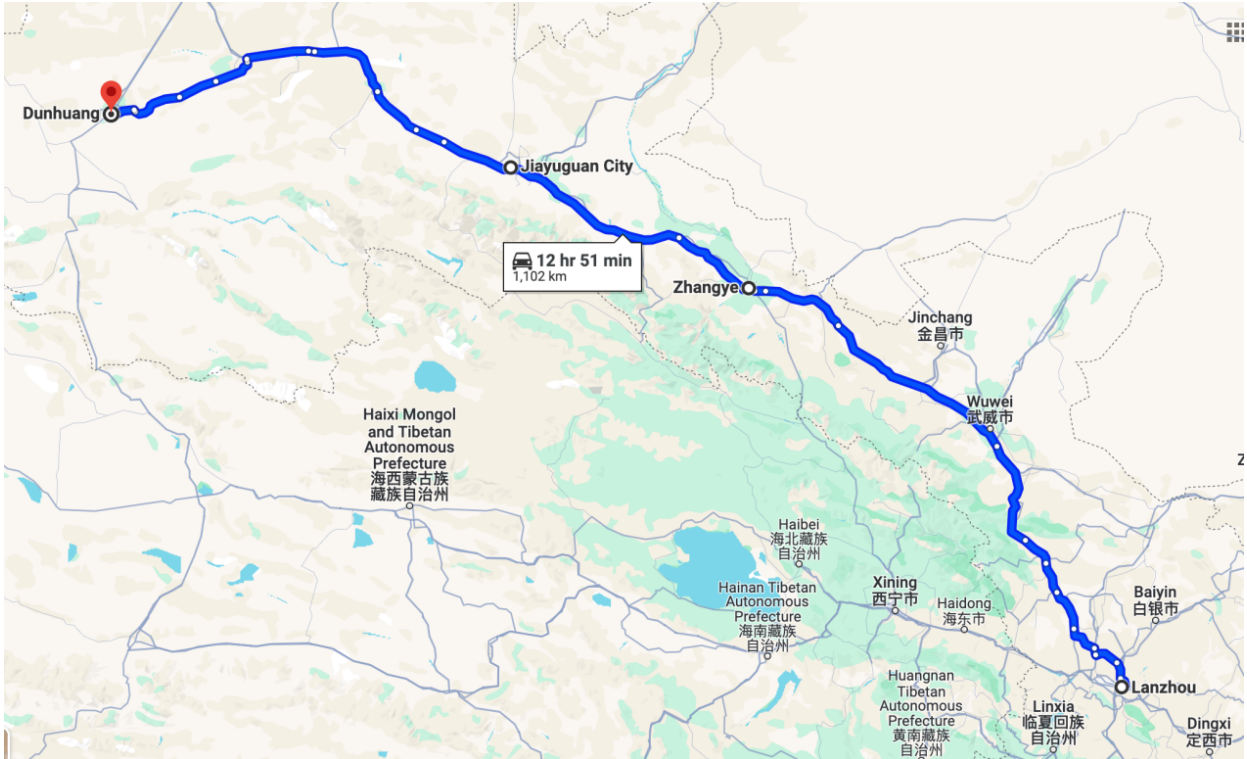 Dunhuang
Jiayuguan City
12 hr 51 min
1,102 km
Zhangye
Jinchang
金昌市
Wuwei
武威市
Haixi Mongol
and Tibetan
Autonomous
Prefecture
海西蒙古族
藏族自治州
Haibei
海北藏族
自治州
Hainan Tibetan
Autonomous
Prefecture
海南藏族
自治州
Xining
西宁市
Haidong
海东市
Baiyin
白银市
Lanzhou
Huangnan
Tibetan
Autonomous
Prefecture
黄南藏族
自治州
Linxia
临夏回族
自治州
Dingxi
定西市
Z